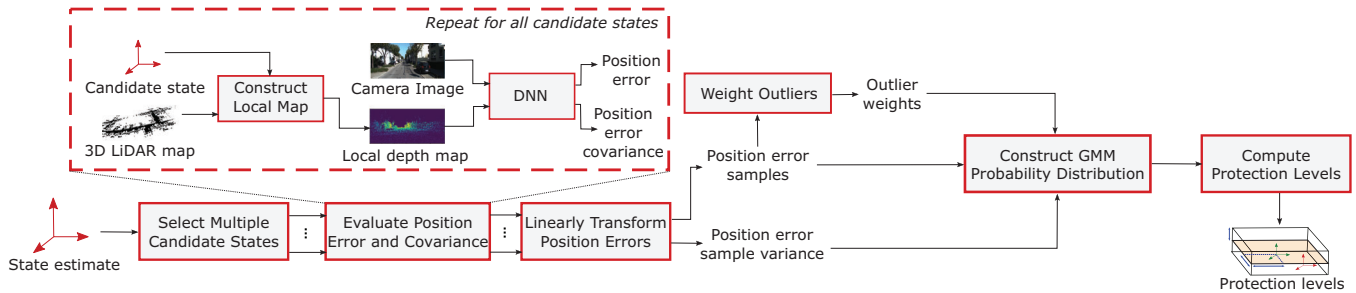 Repeat for all candidate states
Candidate state
3D LiDAR map
Construct
Local Map
Camera Image
Local depth map
DNN
Position
error
Position error
covariance
State estimate
Select Multiple
Candidate States
Evaluate Position
Error and Covariance
Linearly Transform
Position Errors
Weight Outliers
Outlier
weights
Position error
samples
Position error
sample variance
Construct GMM
Probability Distribution
Compute
Protection Levels
Protection levels